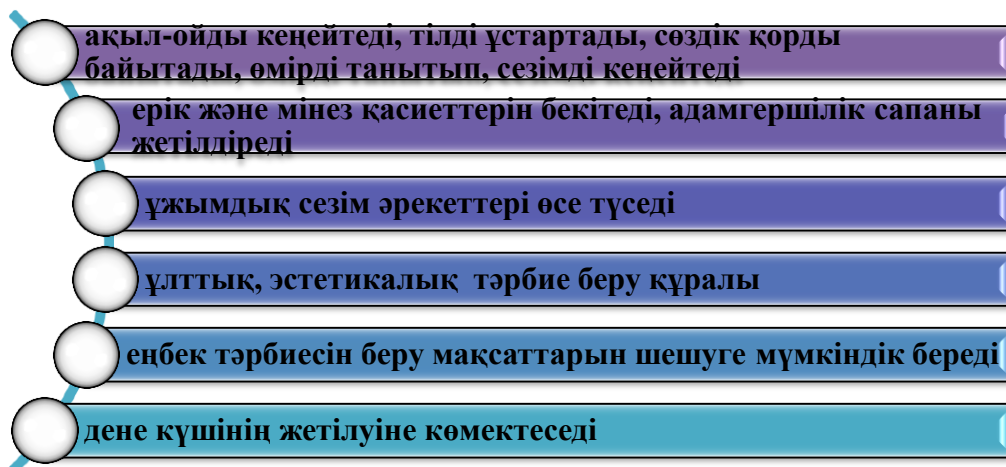 ақыл-ойды кеңейтеді, тілді ұстартады, сөздік қорды
байытады, өмірді танытып, сезімді кеңейтеді
ерік және мінез қасиеттерін бекітеді, адамгершілік сапаны
жетілдіреді
ұжымдық сезім әрекеттері өсе түседі
ұлттық, эстетикалық тәрбие беру құралы
еңбек тәрбиесін беру мақсаттарын шешуге мүмкіндік береді
дене күшінің жетілуіне көмектеседі